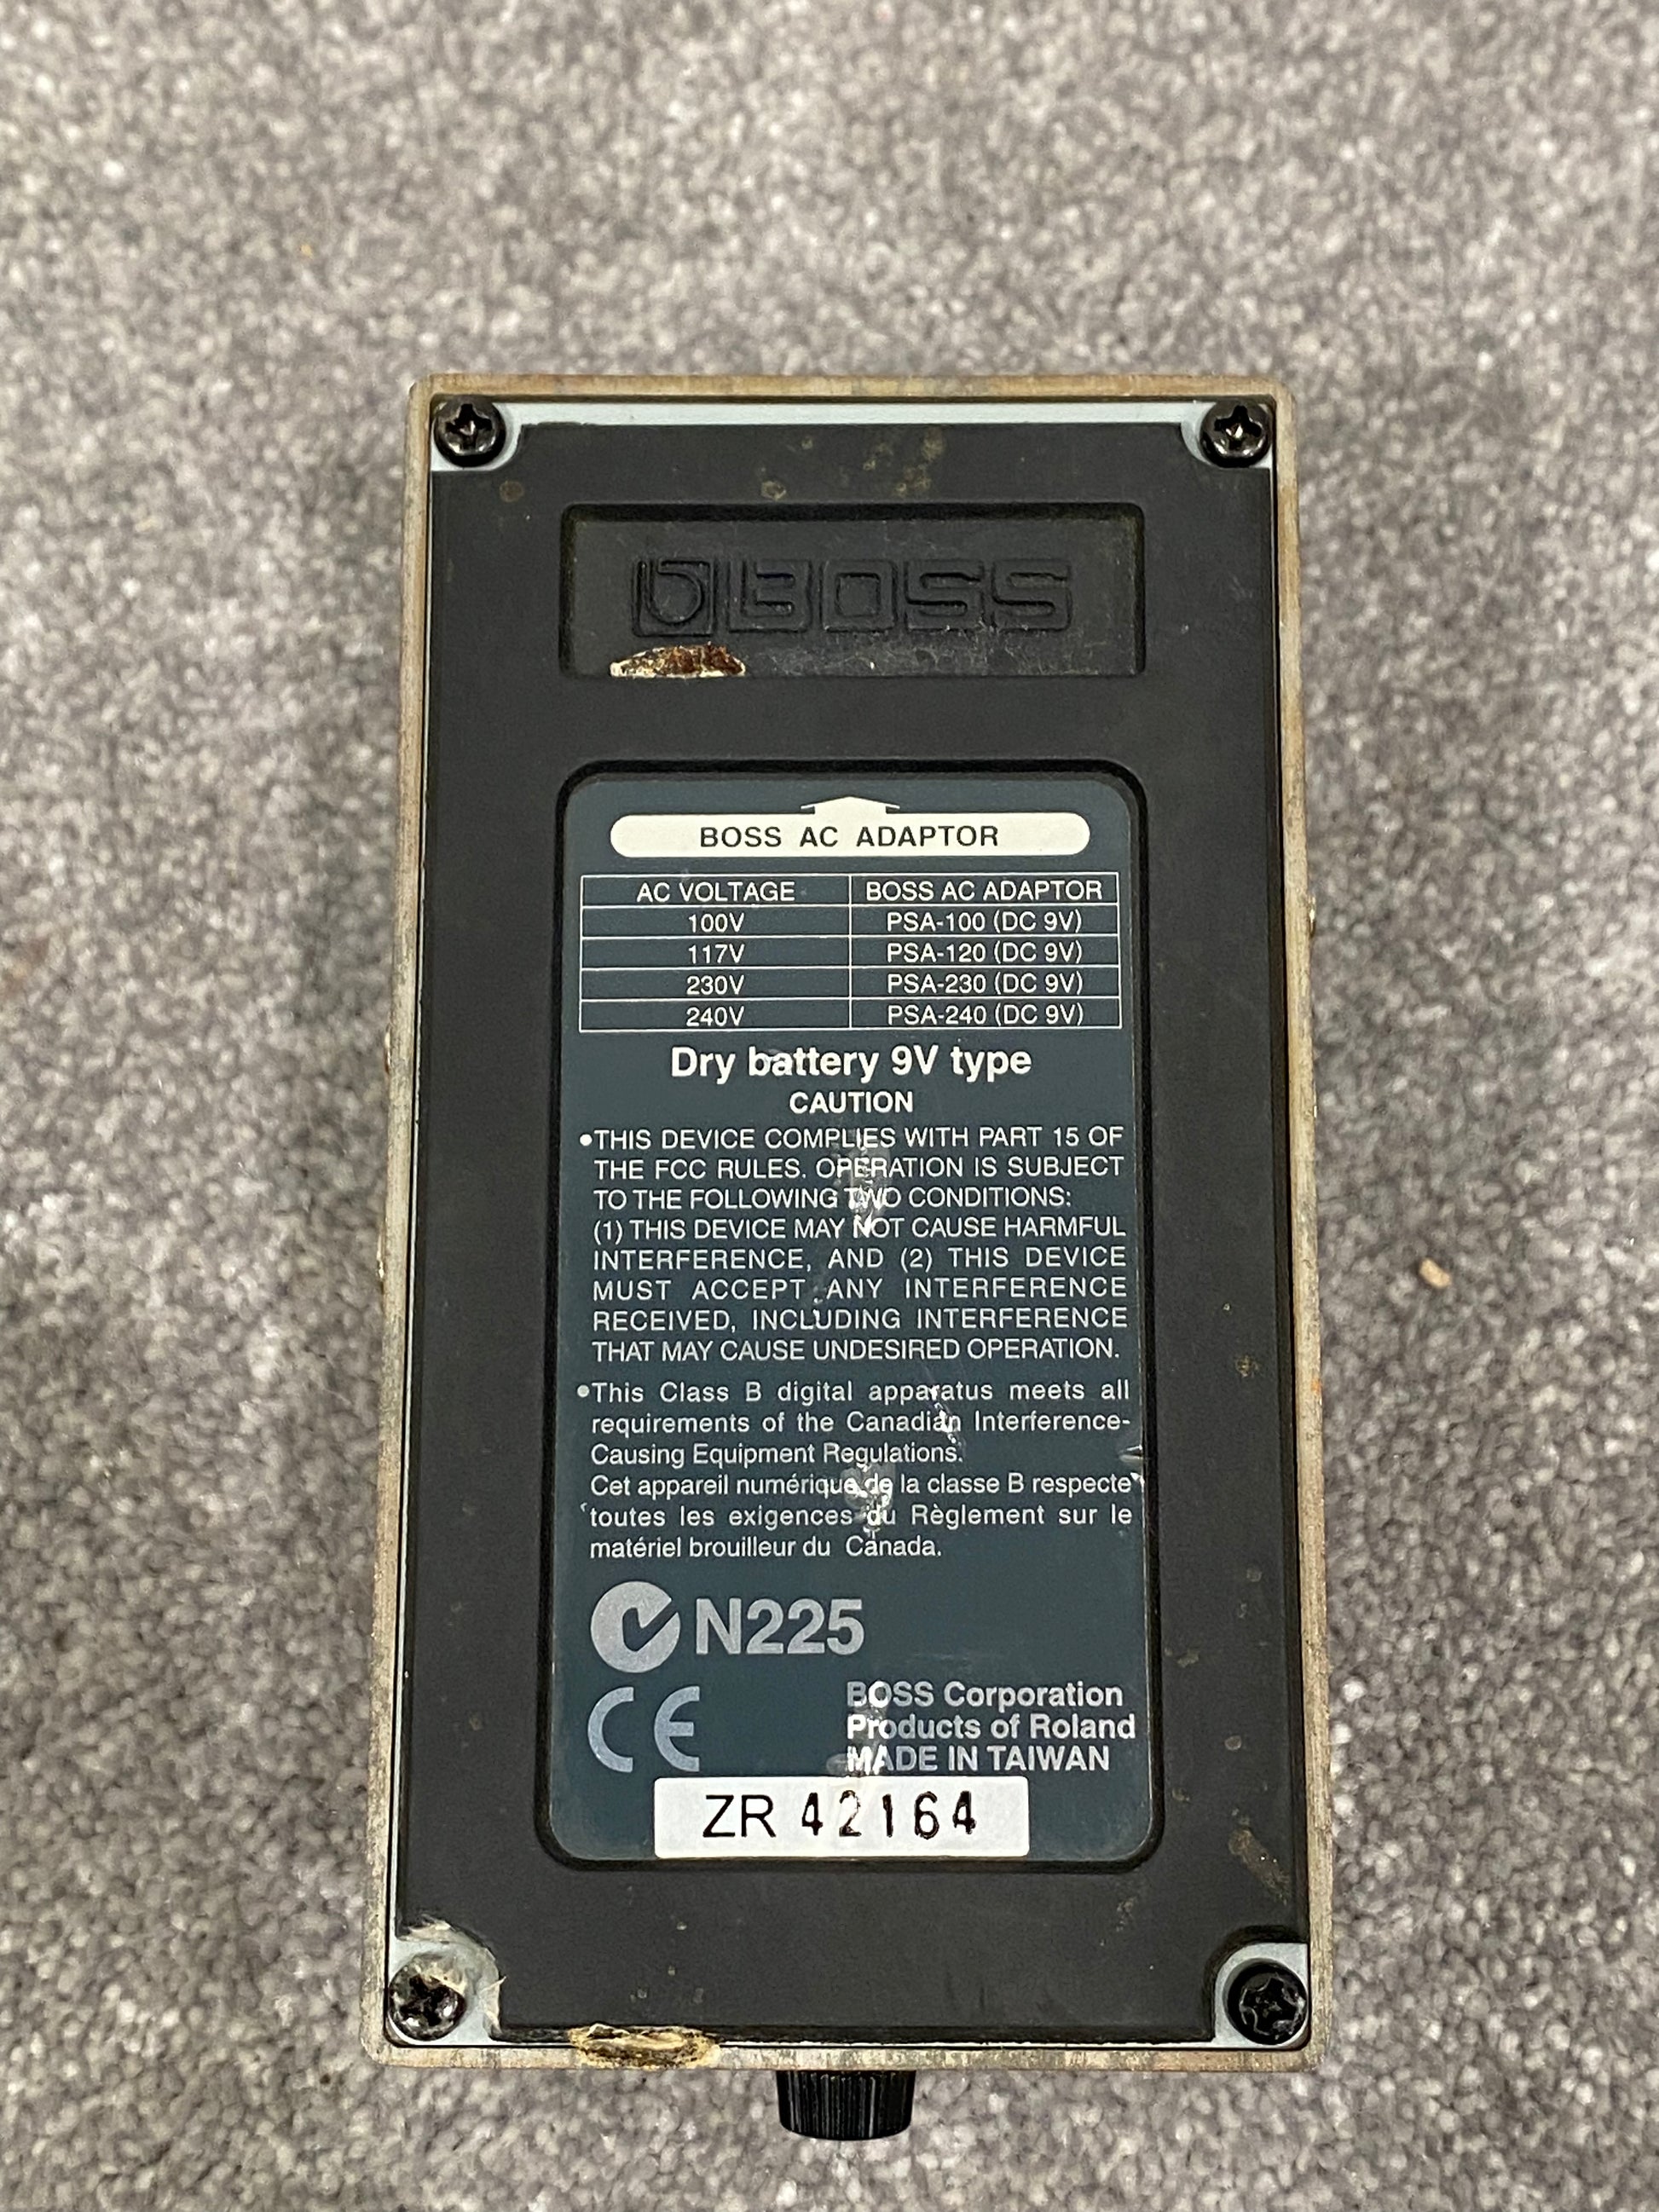 BOSS
BOSS AC ADAPTOR
AC VOLTAGE BOSS AC ADAPTOR
100V PSA-100 (DC 9V)
117V PSA-120 (DC 9V)
230V PSA-230 (DC 9V)
240V PSA-240 (DC 9V)
Dry battery 9V type
CAUTION
•THIS DEVICE COMPLIES WITH PART 15 OF
THE FCC RULES. OPERATION IS SUBJECT
TO THE FOLLOWING TWO CONDITIONS:
(1) THIS DEVICE MAY NOT CAUSE HARMFUL
INTERFERENCE, AND (2) THIS DEVICE
MUST ACCEPT ANY INTERFERENCE
RECEIVED, INCLUDING INTERFERENCE
THAT MAY CAUSE UNDESIRED OPERATION.
•This Class B digital apparatus meets all
requirements of the Canadian Interference-
Causing Equipment Regulations.
Cet appareil numérique de la classe B respecte
toutes les exigences du Règlement sur le
matériel brouilleur du Canada.
N225
CE
BOSS Corporation
Products of Roland
MADE IN TAIWAN
ZR 42164